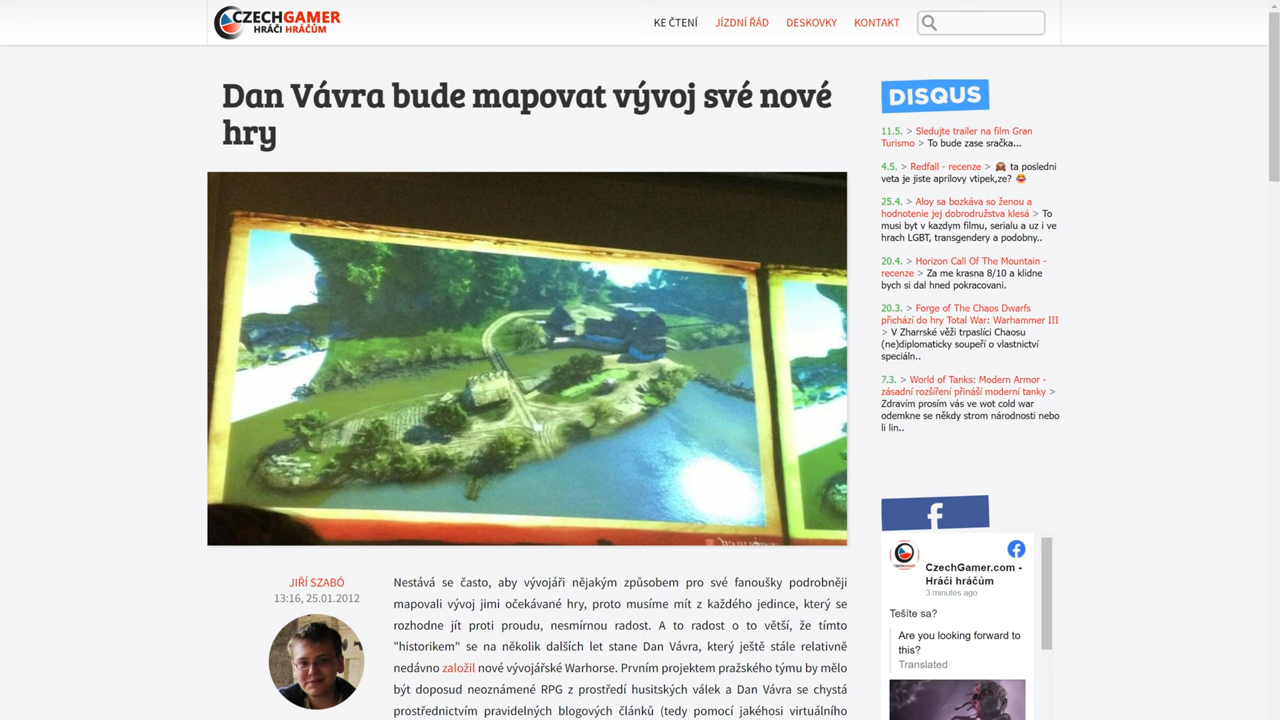 CZECHGAMER
HRÁČI HRÁČŮM
KE ČTENÍ
JÍZDNÍ ŘÁD
DESKOVKY
KONTAKT
Dan Vávra bude mapovat vývoj své nové
hry
JIŘÍ SZABÓ
13:16, 25.01.2012
Nestává se často, aby vývojáři nějakým způsobem pro své fanoušky podrobněji
mapovali vývoj jimi očekávané hry, proto musíme mít z každého jedince, který se
rozhodne jít proti proudu, nesmírnou radost. A to radost o to větší, že tímto
"historikem" se na několik dalších let stane Dan Vávra, který ještě stále relativně
nedávno založil nové vývojářské Warhorse. Prvním projektem pražského týmu by mělo
být doposud neoznámené RPG z prostředí husitských válek a Dan Vávra se chystá
prostřednictvím pravidelných blogových článků (tedy pomocí jakéhosi virtuálního
DISQUS
11.5. > Sledujte trailer na film Gran
Turismo > To bude zase sračka...
4.5. > Redfall - recenze > 🙈 ta posledni
veta je jiste aprilovy vtipek,ze? 😂
25.4. > Aloy sa bozkáva so ženou a
hodnotenie jej dobrodružstva klesá > To
musi byt v kazdym filmu, serialu a uz i ve
hrach LGBT, transgendery a podobny..
20.4. > Horizon Call Of The Mountain -
recenze > Za me krasna 8/10 a klidne
bych si dal hned pokracovani.
20.3. > Forge of The Chaos Dwarfs
přichází do hry Total War: Warhammer III
> V Zharrské věži trpaslíci Chaosu
(ne)diplomaticky soupeří o vlastnictví
speciáln..
7.3. > World of Tanks: Modern Armor -
zásadní rozšíření přináší moderní tanky >
Zdravím prosím vás ve wot cold war
odemkne se někdy strom národnosti nebo
li lin..
f
CzechGamer.com -
Hráči hráčům
3 minutes ago
Tešíte sa?
Are you looking forward to
this?
Translated